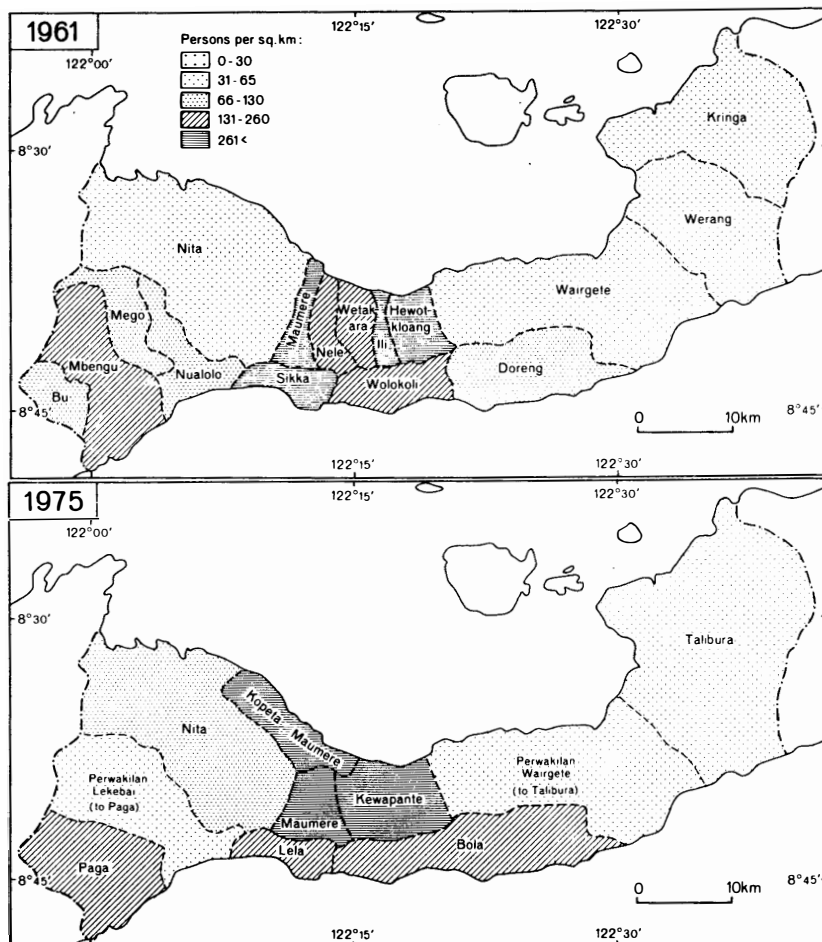 1961
122°15′
122°30′
Persons per sq.km:
122°00′
0-30
31-65
66-130
131-260
261<
8°30′
Kringa
Werang
Nita
Maumere
Nele
Wetak
ara
Ili
Hewot-
kloang
Wairgete
Mego
Mbengu
Nualolo
Bu
Sikka
Wolokoli
Doreng
8°45′
0 10km
8°45′
122°15′
122°30′
1975
122°00′
8°30′
Talibura
Kopeta-Maumere
Nita
Perwakilan
Lekebai
(to Paga)
Perwakilan
Wairgete
(to Talibura)
Kewapante
Maumere
Lela
Bola
Paga
8°45′
0 10km
8°45′
122°15′
122°30′